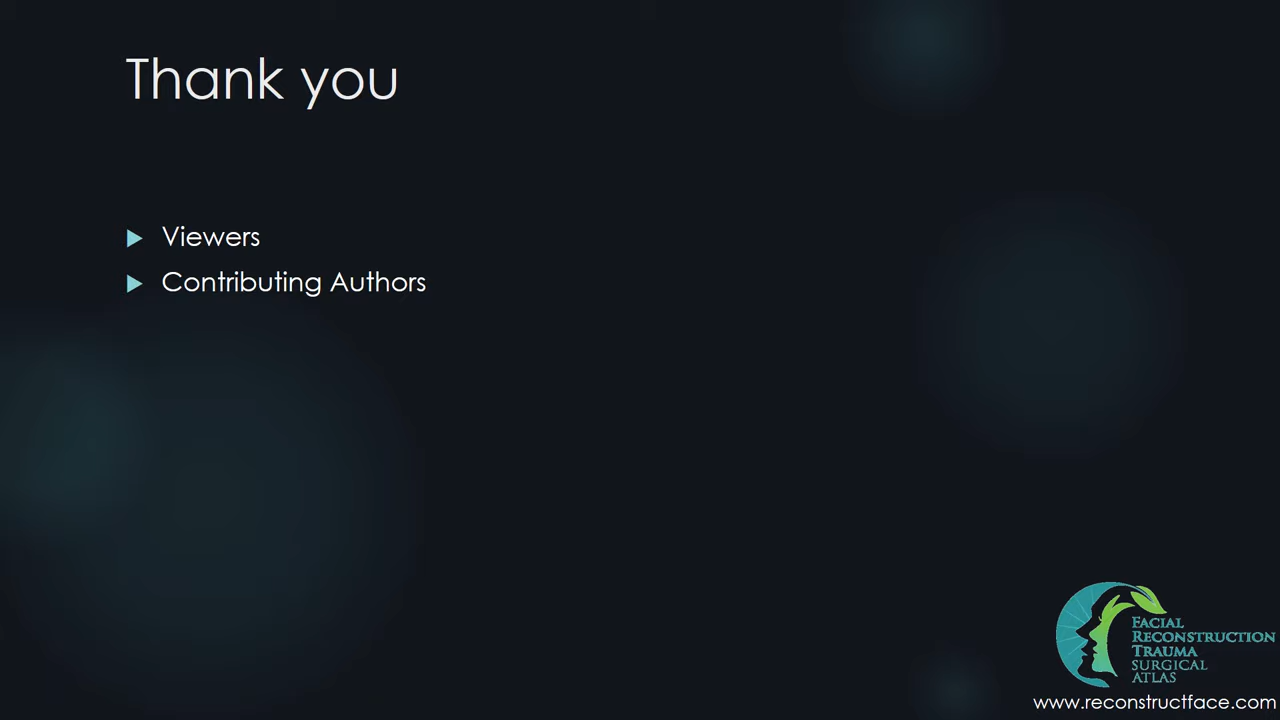 Thank you
Viewers
Contributing Authors
FACIAL
RECONSTRUCTION
TRAUMA
SURGICAL
ATLAS
www.reconstructface.com